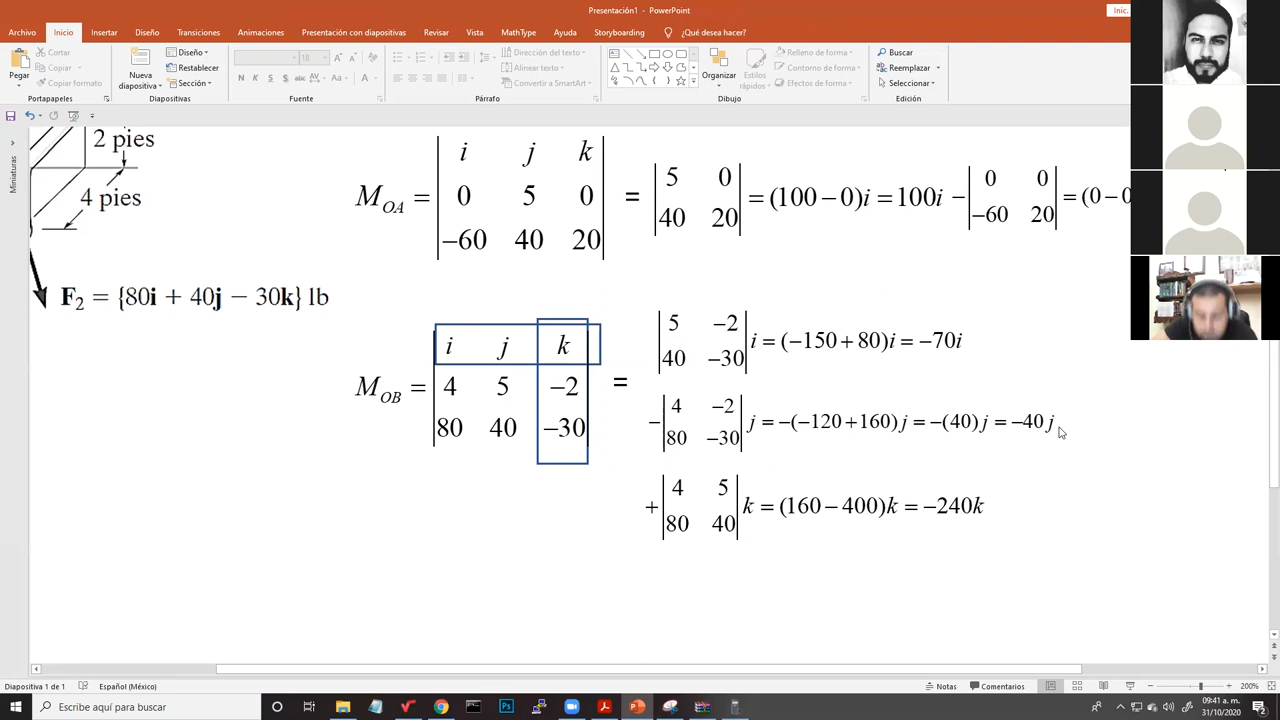 Presentación1 - PowerPoint
Inic.
Archivo Inicio Insertar Diseño Transiciones Animaciones Presentación con diapositivas Revisar Vista MathType Ayuda Storyboarding ¿Qué desea hacer?
Pegar
Cortar
Copiar
Copiar formato
Portapapeles
Nueva diapositiva
Diseño
Restablecer
Sección
Diapositivas
18
N K S
Aa
A
Fuente
Dirección del texto
Alinear texto
Convertir a SmartArt
Párrafo
Organizar
Estilos rápidos
Relleno de forma
Contorno de forma
Efectos de forma
Dibujo
Buscar
Reemplazar
Seleccionar
Edición
Miniaturas
2 pies
4 pies
F2 = {80i + 40j − 30k} lb
i j k
M_OA = 0 5 0
−60 40 20
= 5 0
40 20
= (100 − 0)i = 100i −
0 0
−60 20
= (0 − 0
i j k
M_OB = 4 5 −2
80 40 −30
=
5 −2
40 −30
i = (−150 + 80)i = −70i
− 4 −2
80 −30
j = −(−120 + 160)j = −(40)j = −40j
+ 4 5
80 40
k = (160 − 400)k = −240k
Diapositiva 1 de 1 Español (México) Notas Comentarios 200%
Escribe aquí para buscar
09:41 a. m.
31/10/2020